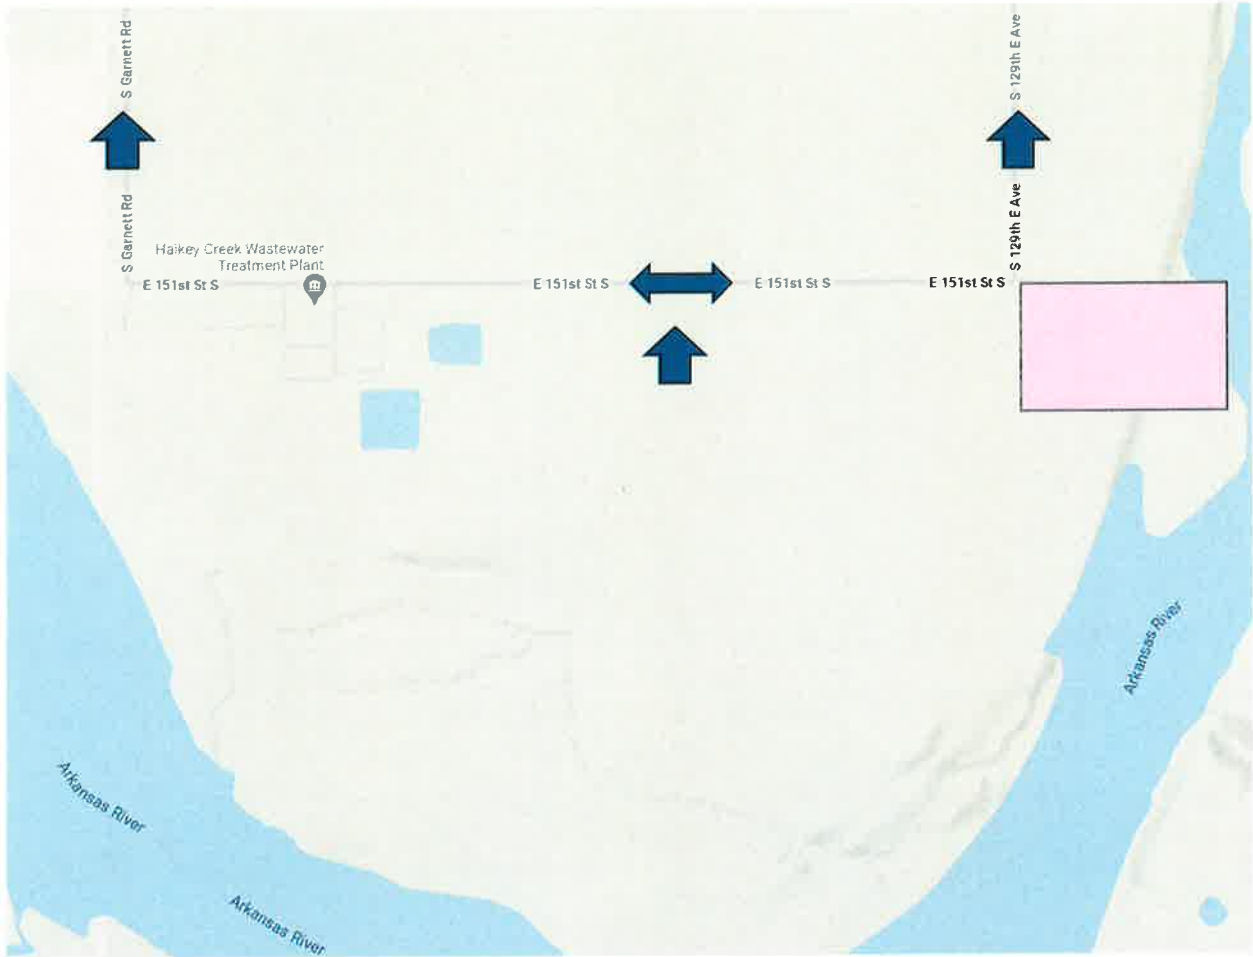 S Garnett Rd
S 129th E Ave
S Garnett Rd
S 129th E Ave
Haikey Creek Wastewater
Treatment Plant
E 151st St S
E 151st St S
E 151st St S
E 151st St S
Arkansas River
Arkansas River
Arkansas River